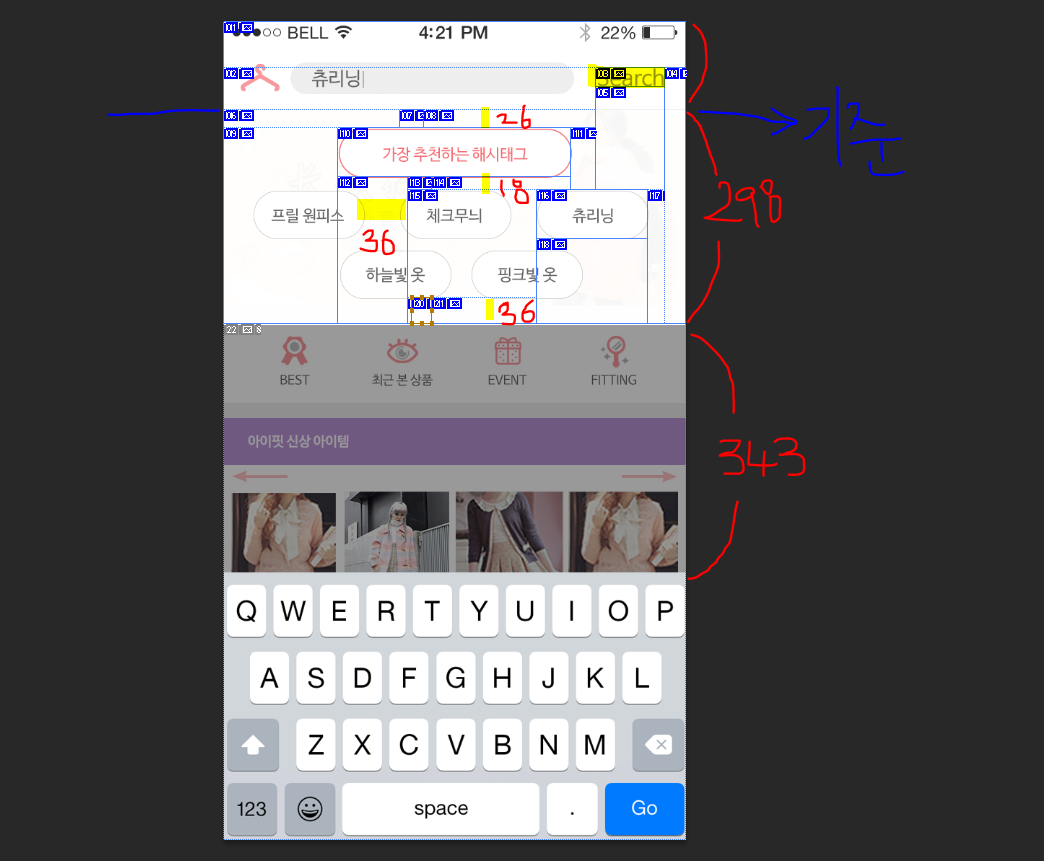 BELL 4:21 PM 22%
츄리닝 Search
기준
26
가장 추천하는 해시태그
18
298
프릴 원피스 체크무늬 츄리닝
36
하늘빛 옷 핑크빛 옷
36
BEST 최근 본 상품 EVENT FITTING
343
아이핏 신상 아이템
Q W E R T Y U I O P
A S D F G H J K L
Z X C V B N M
123 space . Go